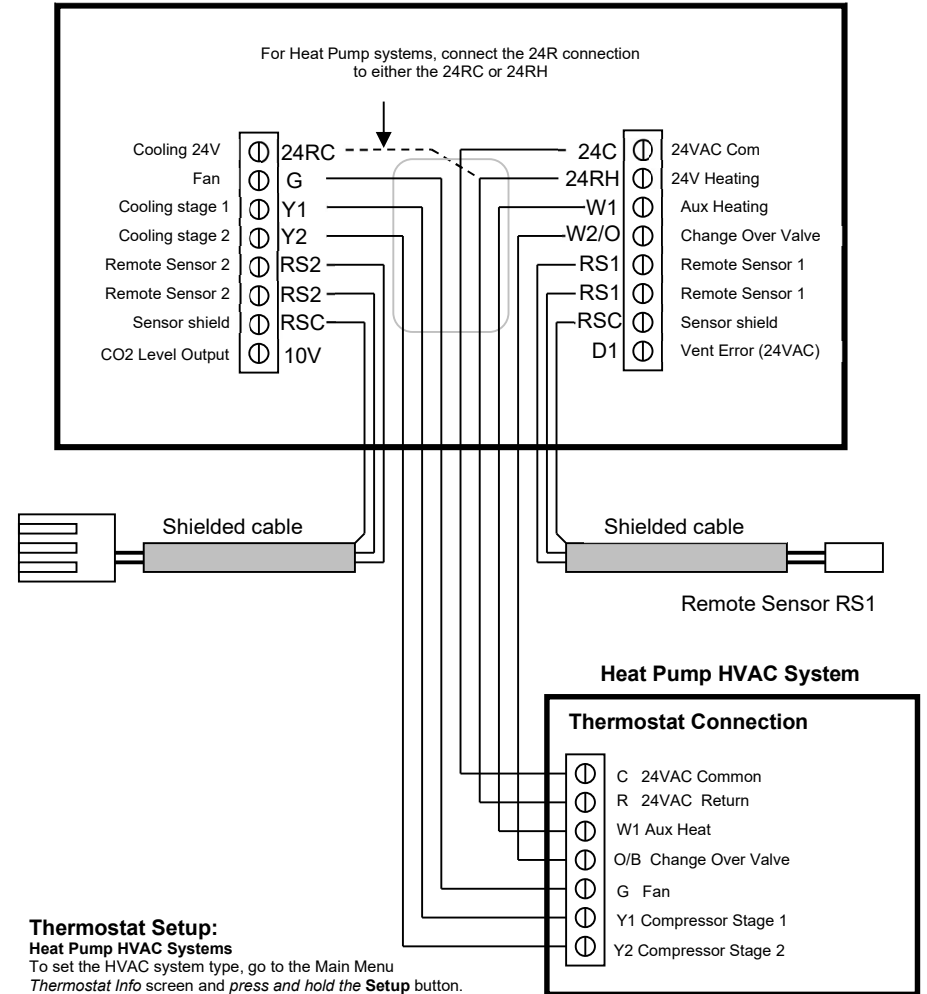 For Heat Pump systems, connect the 24R connection
to either the 24RC or 24RH
Cooling 24V 24RC
Fan G
Cooling stage 1 Y1
Cooling stage 2 Y2
Remote Sensor 2 RS2
Remote Sensor 2 RS2
Sensor shield RSC
CO2 Level Output 10V
24C 24VAC Com
24RH 24V Heating
W1 Aux Heating
W2/O Change Over Valve
RS1 Remote Sensor 1
RS1 Remote Sensor 1
RSC Sensor shield
D1 Vent Error (24VAC)
Shielded cable
Shielded cable
Remote Sensor RS1
Heat Pump HVAC System
Thermostat Connection
C 24VAC Common
R 24VAC Return
W1 Aux Heat
O/B Change Over Valve
G Fan
Y1 Compressor Stage 1
Y2 Compressor Stage 2
Thermostat Setup:
Heat Pump HVAC Systems
To set the HVAC system type, go to the Main Menu
Thermostat Info screen and press and hold the Setup button.